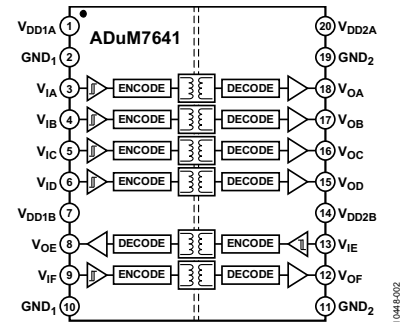 ADuM7641
VDD1A 1 20 VDD2A
GND1 2 19 GND2
VIA 3 ENCODE DECODE 18 VOA
VIB 4 ENCODE DECODE 17 VOB
VIC 5 ENCODE DECODE 16 VOC
VID 6 ENCODE DECODE 15 VOD
VDD1B 7 14 VDD2B
VOE 8 DECODE ENCODE 13 VIE
VIF 9 ENCODE DECODE 12 VOF
GND1 10 11 GND2
10448-002